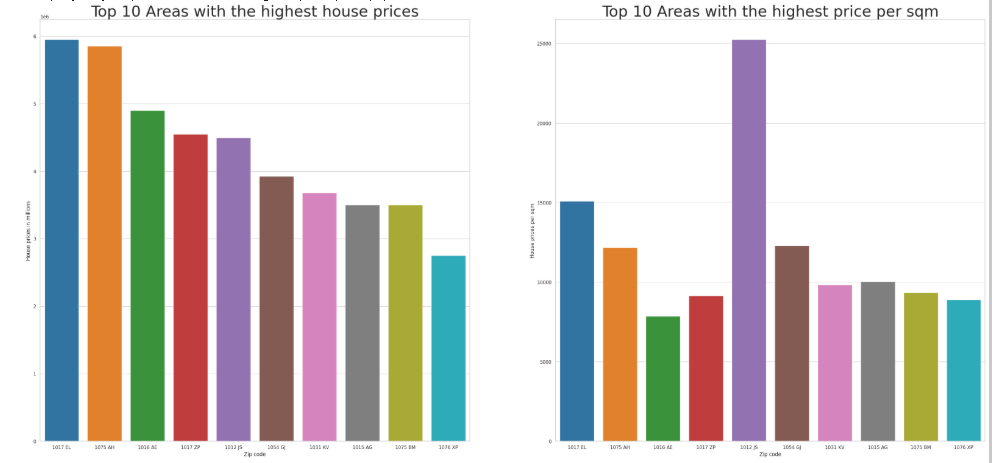 Top 10 Areas with the highest house prices
1e6
6
5
4
3
2
1
0
House prices in millions
1017 EL 1075 AH 1016 AE 1017 ZP 1012 JS 1054 GJ 1031 KV 1015 AG 1075 BM 1076 XP
Zip code
Top 10 Areas with the highest price per sqm
25000
20000
15000
10000
5000
0
House prices per sqm
1017 EL 1075 AH 1016 AE 1017 ZP 1012 JS 1054 GJ 1031 KV 1015 AG 1075 BM 1076 XP
Zip code